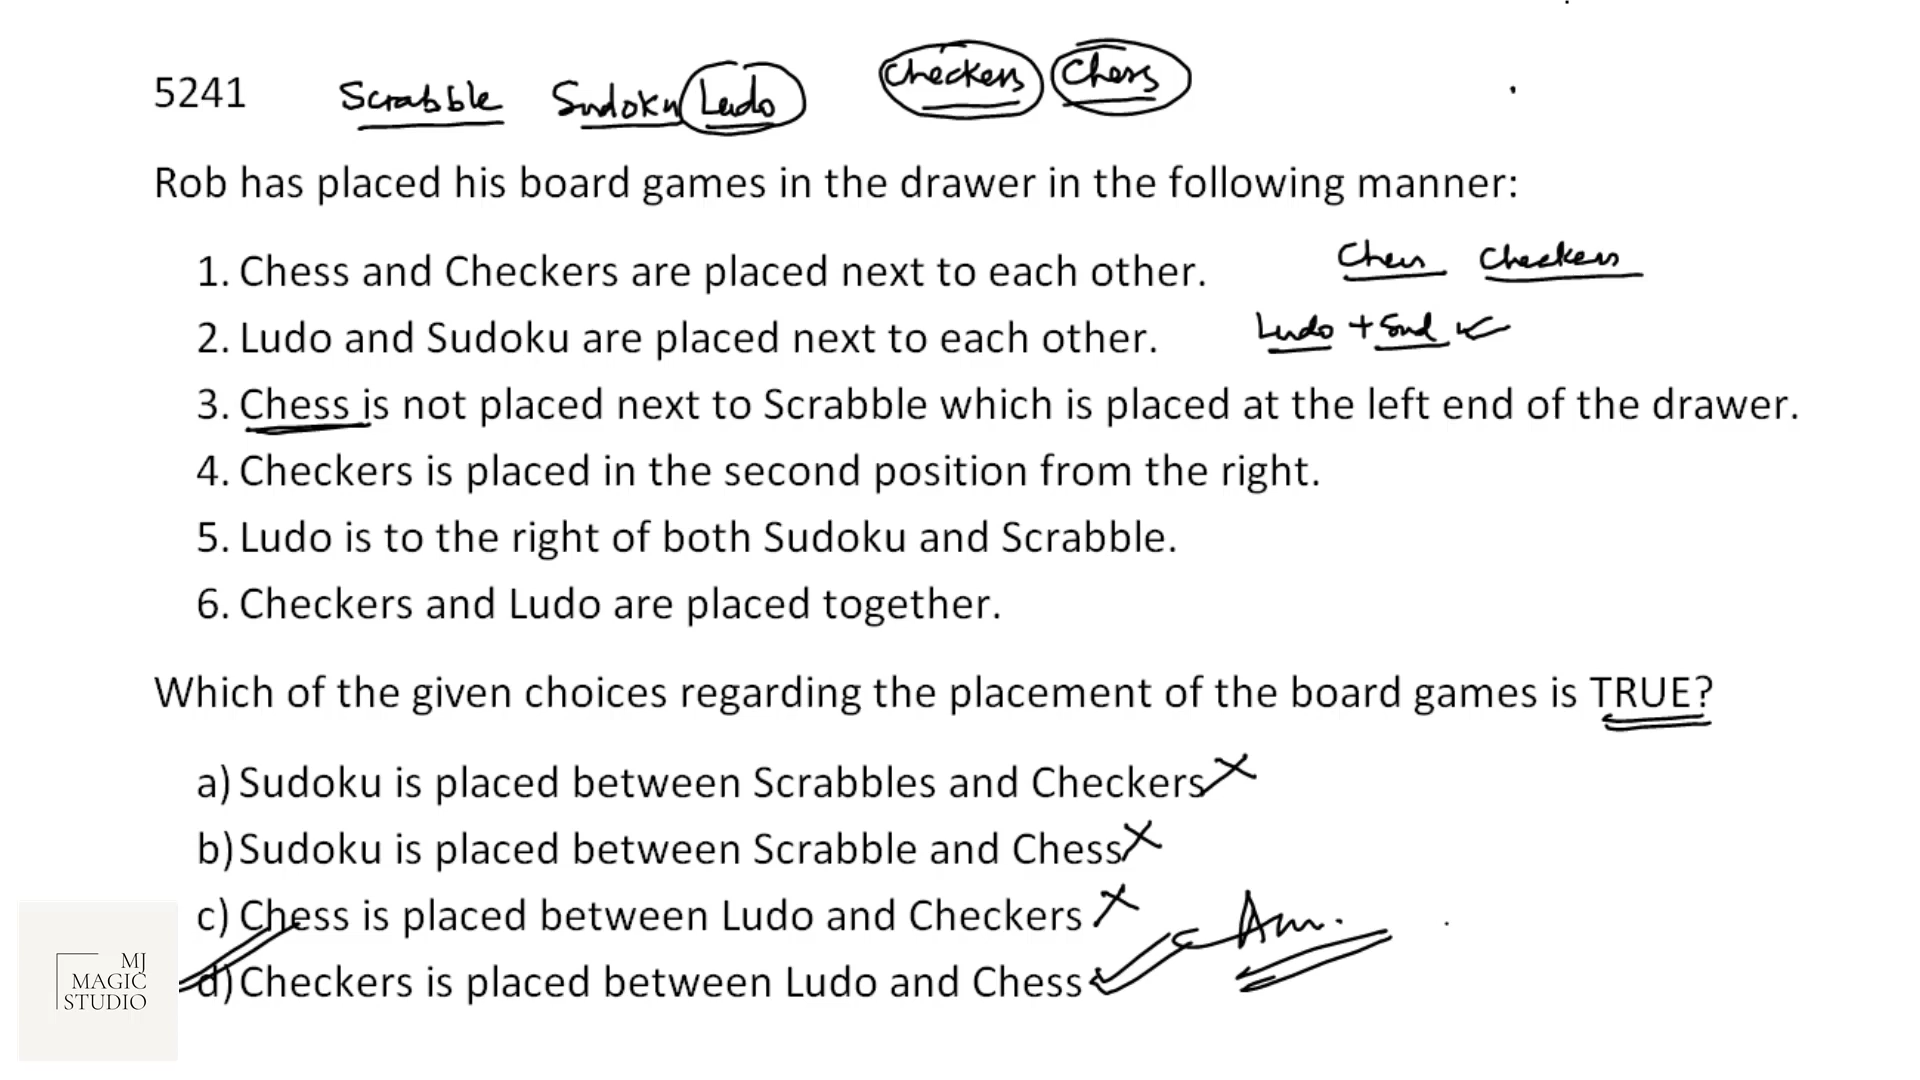 5241 Scrabble Sudoku Ludo Checkers Chess
Rob has placed his board games in the drawer in the following manner:
1. Chess and Checkers are placed next to each other. Chess Checkers
2. Ludo and Sudoku are placed next to each other. Ludo + Sud
3. Chess is not placed next to Scrabble which is placed at the left end of the drawer.
4. Checkers is placed in the second position from the right.
5. Ludo is to the right of both Sudoku and Scrabble.
6. Checkers and Ludo are placed together.
Which of the given choices regarding the placement of the board games is TRUE?
a) Sudoku is placed between Scrabbles and Checkers
b) Sudoku is placed between Scrabble and Chess
c) Chess is placed between Ludo and Checkers
d) Checkers is placed between Ludo and Chess
Ans.
MJ
MAGIC
STUDIO